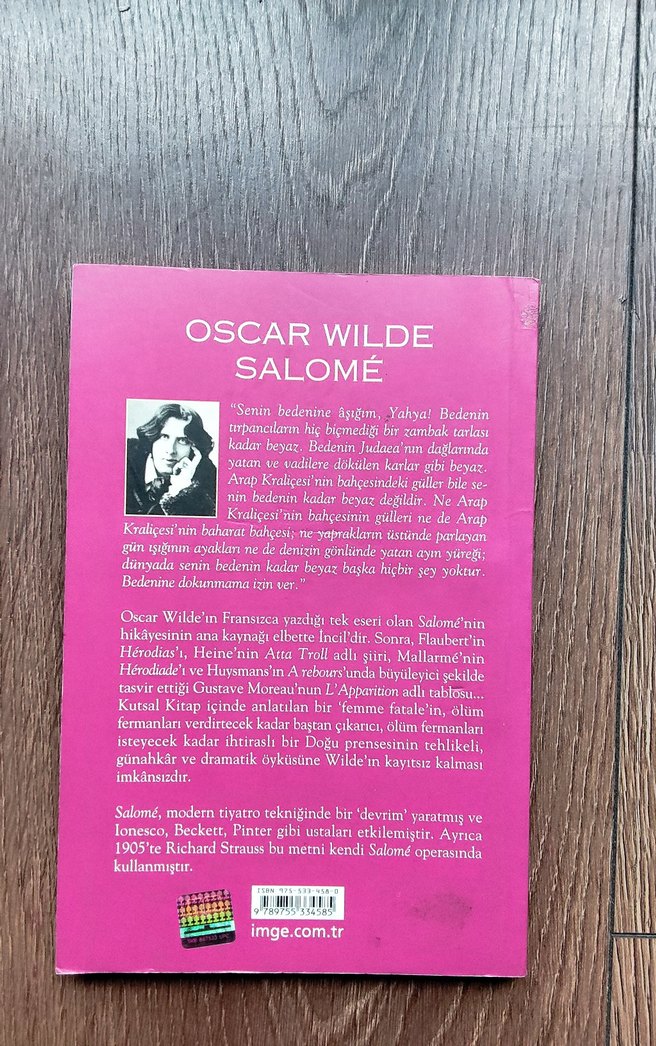 OSCAR WILDE
SALOMÉ
“Senin bedenine âşığım, Yahya! Bedenin
tırpancıların hiç biçmediği bir zambak tarlası
kadar beyaz. Bedenin Judaea’nın dağlarında
yatan ve vadilere dökülen karlar gibi beyaz.
Arap Kraliçesi’nin bahçesindeki güller bile se-
nin bedenin kadar beyaz değildir. Ne Arap
Kraliçesi’nin bahçesinin gülleri ne de Arap
Kraliçesi’nin baharat bahçesi; ne yaprakların üstünde parlayan
gün ışığının ayakları ne de denizin gönlünde yatan ayın yüreği;
dünyada senin bedenin kadar beyaz başka hiçbir şey yoktur.
Bedenine dokunmama izin ver.”
Oscar Wilde’ın Fransızca yazdığı tek eseri olan Salomé’nin
hikâyesinin ana kaynağı elbette İncil’dir. Sonra, Flaubert’in
Hérodias’ı, Heine’nin Atta Troll adlı şiiri, Mallarmé’nin
Hérodiade’ı ve Huysmans’ın A rebours’unda büyüleyici şekilde
tasvir ettiği Gustave Moreau’nun L’Apparition adlı tablosu...
Kutsal Kitap içinde anlatılan bir ‘femme fatale’in, ölüm
fermanları verdirtecek kadar baştan çıkarıcı, ölüm fermanları
isteyecek kadar ihtiraslı bir Doğu prensesinin tehlikeli,
günahkâr ve dramatik öyküsüne Wilde’ın kayıtsız kalması
imkânsızdır.
Salomé, modern tiyatro tekniğinde bir ‘devrim’ yaratmış ve
Ionesco, Beckett, Pinter gibi ustaları etkilemiştir. Ayrıca
1905’te Richard Strauss bu metni kendi Salomé operasında
kullanmıştır.
ISBN 975-533-458-0
9 789755 334585
imge.com.tr